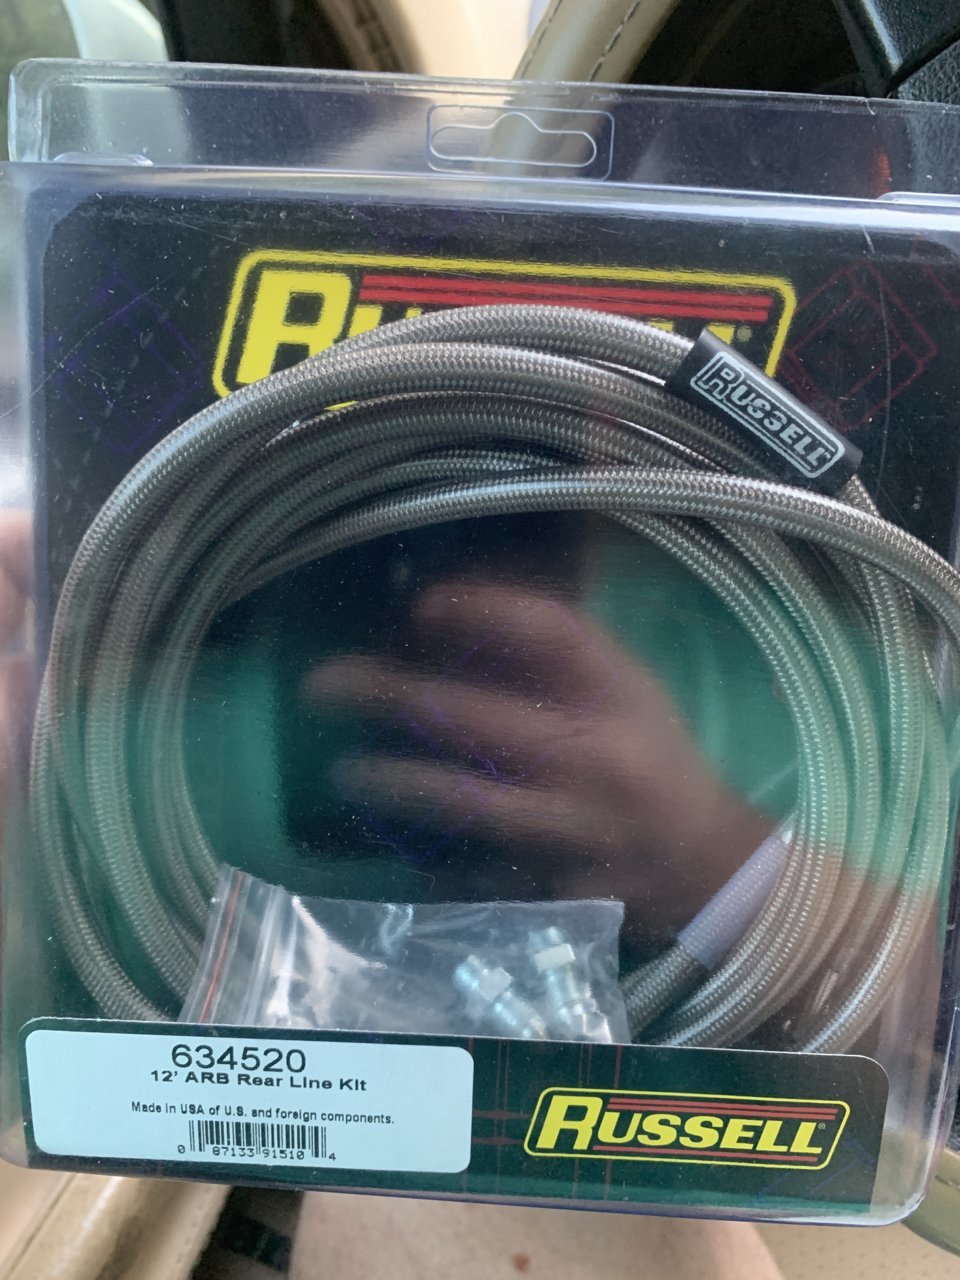 RUSSELL
RUSSELL
634520
12' ARB Rear Line Kit
Made in USA of U.S. and foreign components.
0 87133 91510 4
RUSSELL®